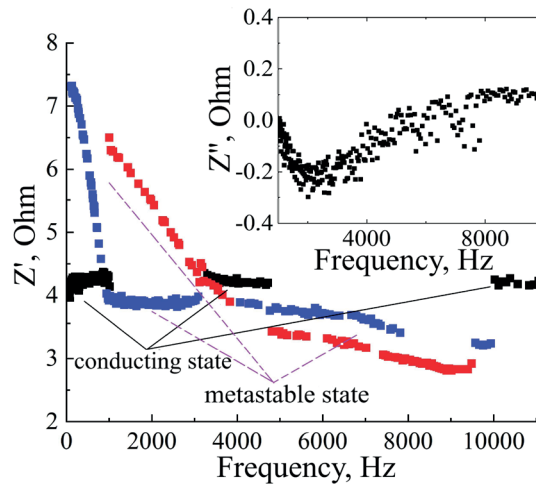 0.4
0.2
0.0
-0.2
-0.4
Z", Ohm
4000 8000
Frequency, Hz
8
7
6
5
4
3
2
Z', Ohm
conducting state
metastable state
0 2000 4000 6000 8000 10000
Frequency, Hz